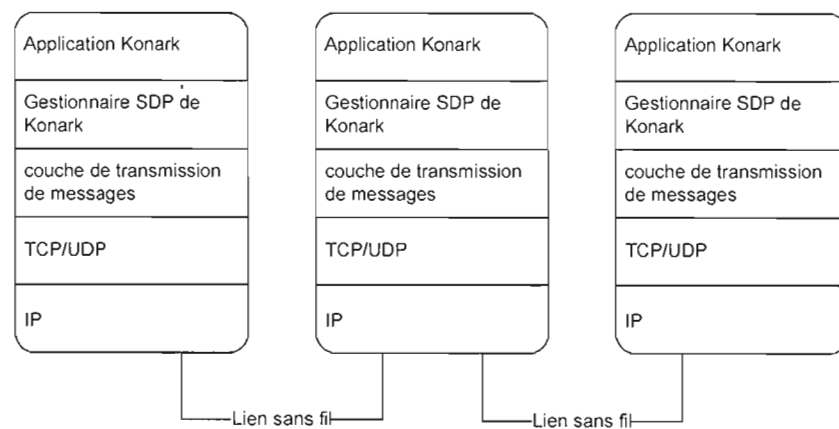 Application Konark
Gestionnaire SDP de
Konark
couche de transmission
de messages
TCP/UDP
IP
Application Konark
Gestionnaire SDP de
Konark
couche de transmission
de messages
TCP/UDP
IP
Application Konark
Gestionnaire SDP de
Konark
couche de transmission
de messages
TCP/UDP
IP
Lien sans fil
Lien sans fil